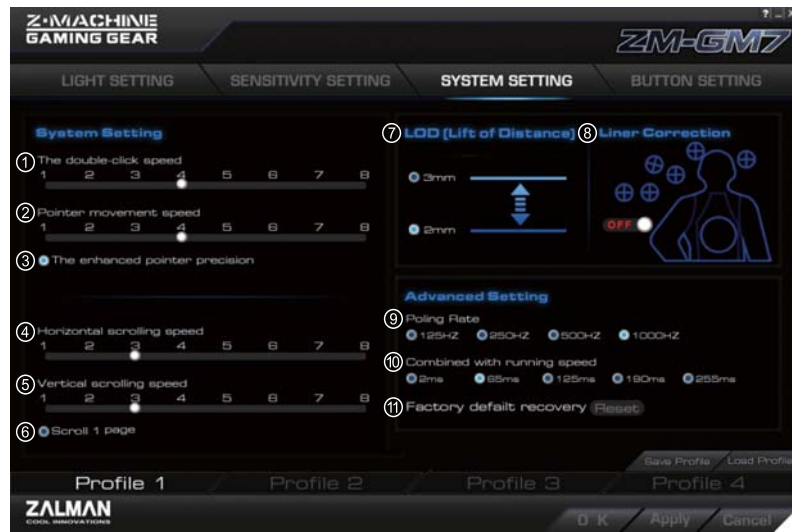 Z-MACHINE
GAMING GEAR
? _ X
ZM-GM7
LIGHT SETTING
SENSITIVITY SETTING
SYSTEM SETTING
BUTTON SETTING
System Setting
① The double-click speed
1 2 3 4 5 6 7 8
② Pointer movement speed
1 2 3 4 5 6 7 8
③ The enhanced pointer precision
④ Horizontal scrolling speed
1 2 3 4 5 6 7 8
⑤ Vertical scrolling speed
1 2 3 4 5 6 7 8
⑥ Scroll 1 page
⑦ LOD (Lift of Distance)
3mm
2mm
⑧ Liner Correction
OFF
Advanced Setting
⑨ Poling Rate
125HZ 250HZ 500HZ 1000HZ
⑩ Combined with running speed
2ms 65ms 125ms 190ms 255ms
⑪ Factory defailt recovery Reset
Save Profile Load Profile
Profile 1 Profile 2 Profile 3 Profile 4
ZALMAN
COOL INNOVATIONS
OK Apply Cancel